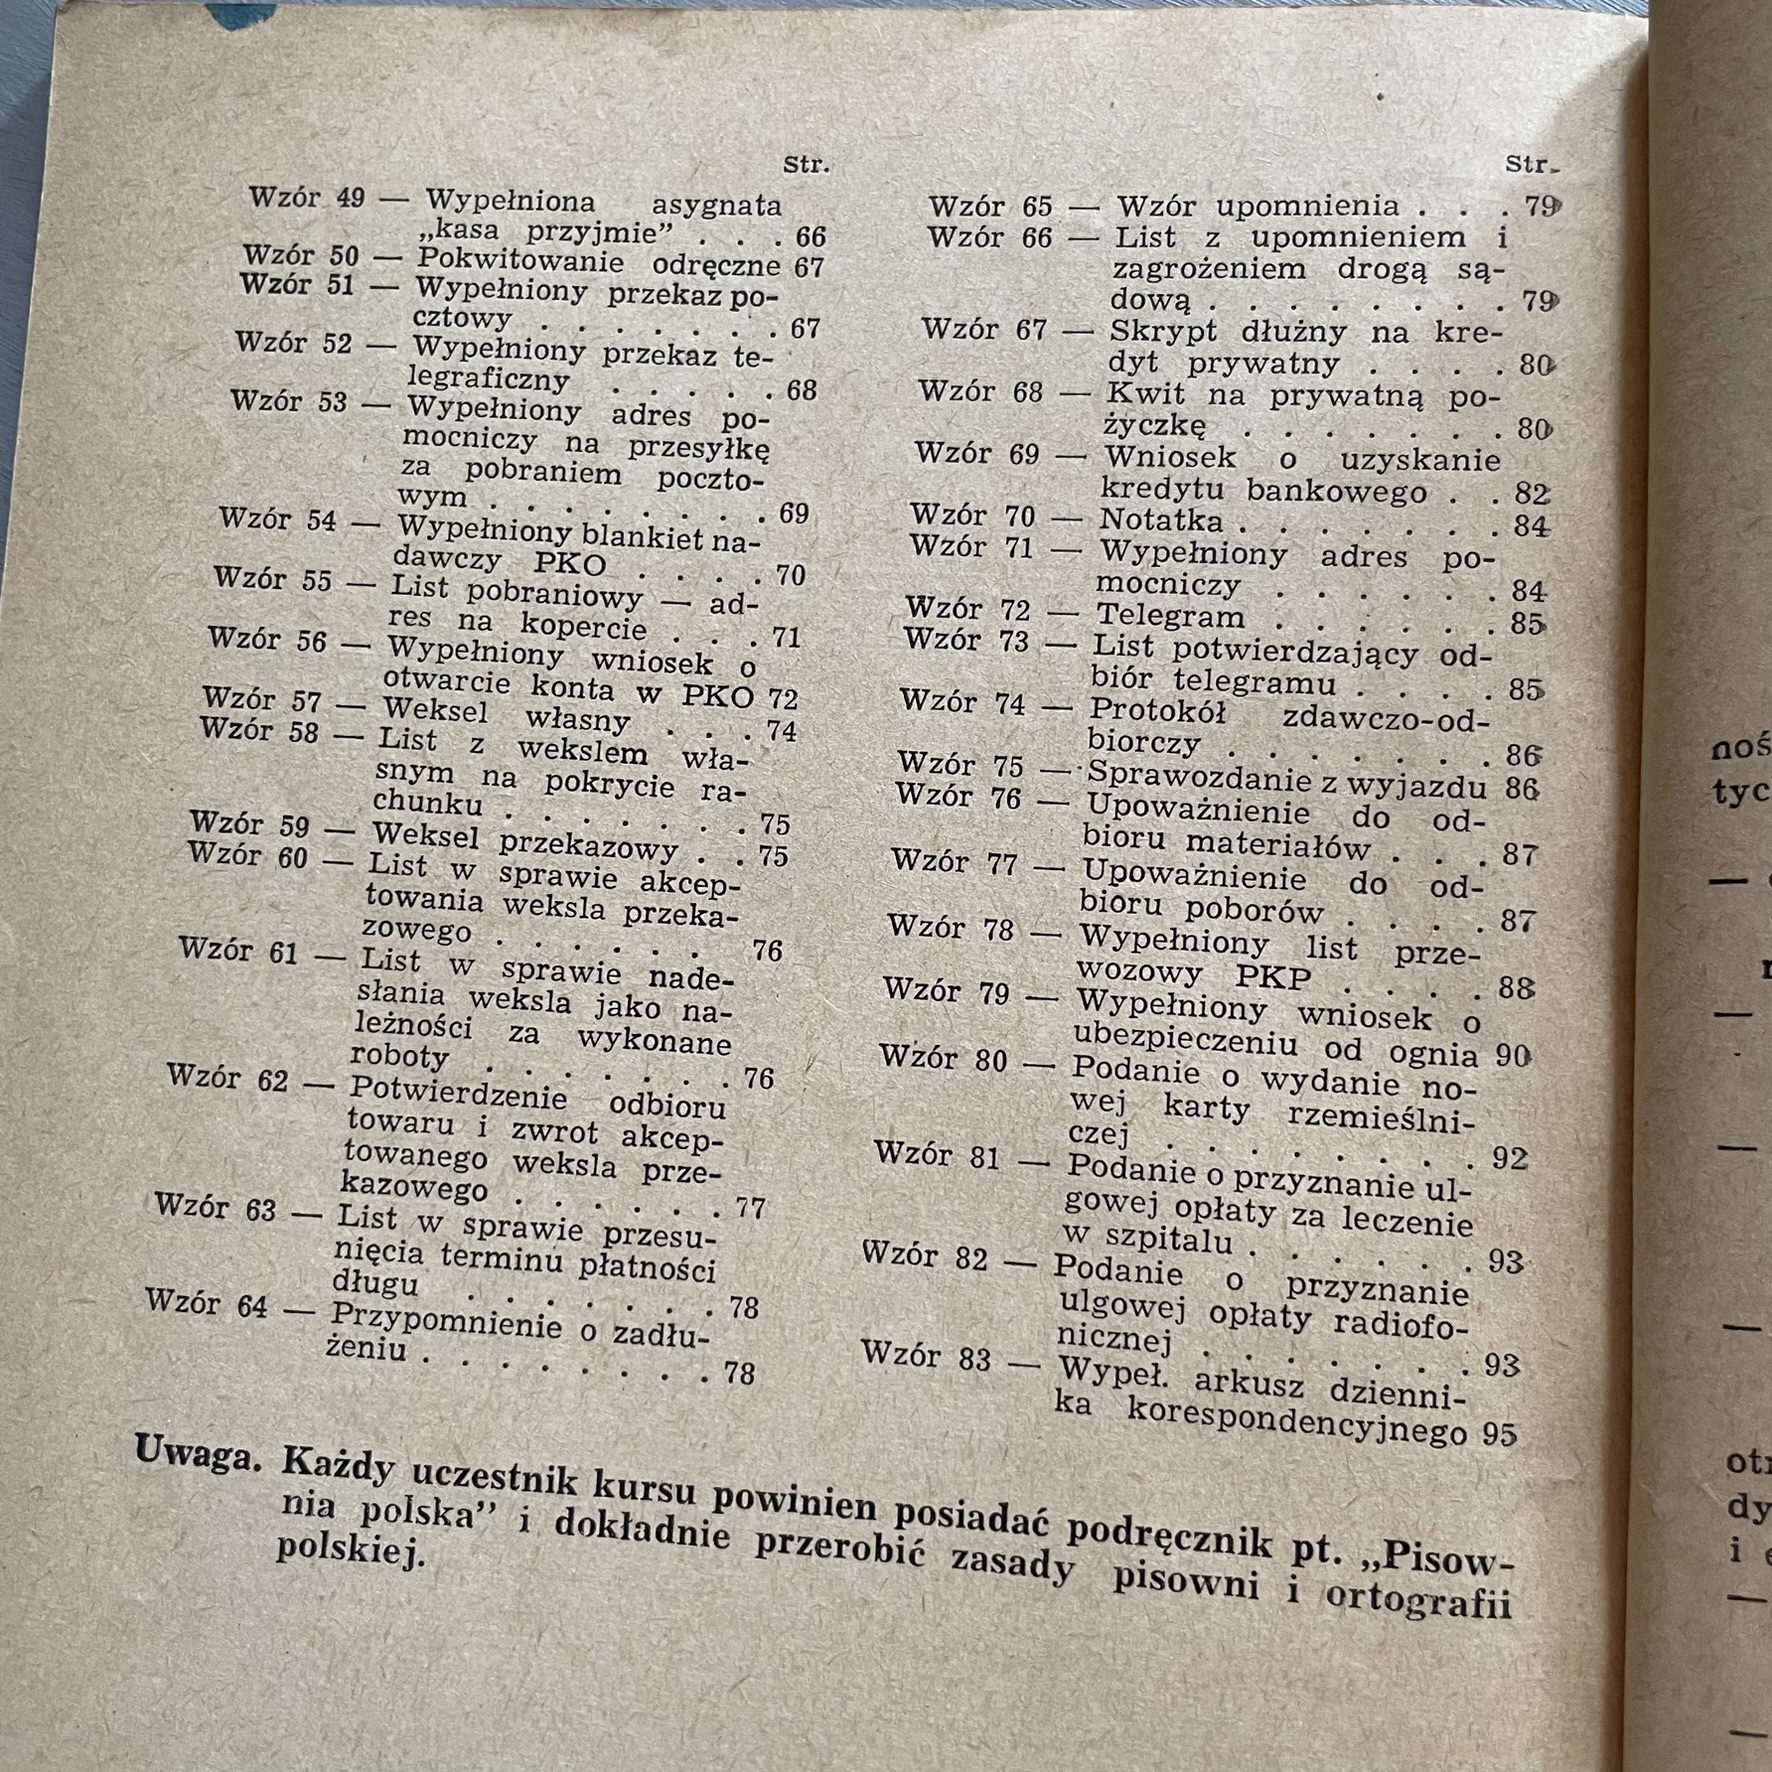 Str.
Wzór 49 — Wypełniona asygnata
„kasa przyjmie” . . . 66
Wzór 50 — Pokwitowanie odręczne 67
Wzór 51 — Wypełniony przekaz po-
cztowy . . . . . . . 67
Wzór 52 — Wypełniony przekaz te-
legraficzny . . . . . 68
Wzór 53 — Wypełniony adres po-
mocniczy na przesyłkę
za pobraniem poczto-
wym . . . . . . . . 69
Wzór 54 — Wypełniony blankiet na-
dawczy PKO . . . . 70
Wzór 55 — List pobraniowy — ad-
res na kopercie . . . 71
Wzór 56 — Wypełniony wniosek o
otwarcie konta w PKO 72
Wzór 57 — Weksel własny . . . 74
Wzór 58 — List z wekslem wła-
snym na pokrycie ra-
chunku . . . . . . . 75
Wzór 59 — Weksel przekazowy . . 75
Wzór 60 — List w sprawie akcep-
towania weksla przeka-
zowego . . . . . . 76
Wzór 61 — List w sprawie nade-
słania weksla jako na-
leżności za wykonane
roboty . . . . . . . 76
Wzór 62 — Potwierdzenie odbioru
towaru i zwrot akcep-
towanego weksla prze-
kazowego . . . . . . 77
Wzór 63 — List w sprawie przesu-
nięcia terminu płatności
długu . . . . . . . 78
Wzór 64 — Przypomnienie o zadłu-
żeniu . . . . . . . 78
Str.
Wzór 65 — Wzór upomnienia . . . 79
Wzór 66 — List z upomnieniem i
zagrożeniem drogą są-
dową . . . . . . . . 79
Wzór 67 — Skrypt dłużny na kre-
dyt prywatny . . . . 80
Wzór 68 — Kwit na prywatną po-
życzkę . . . . . . . 80
Wzór 69 — Wniosek o uzyskanie
kredytu bankowego . . 82
Wzór 70 — Notatka . . . . . . . 84
Wzór 71 — Wypełniony adres po-
mocniczy . . . . . . 84
Wzór 72 — Telegram . . . . . . 85
Wzór 73 — List potwierdzający od-
biór telegramu . . . . 85
Wzór 74 — Protokół zdawczo-od-
biorczy . . . . . . . 86
Wzór 75 — Sprawozdanie z wyjazdu 86
Wzór 76 — Upoważnienie do od-
bioru materiałów . . . 87
Wzór 77 — Upoważnienie do od-
bioru poborów . . . . 87
Wzór 78 — Wypełniony list prze-
wozowy PKP . . . . 88
Wzór 79 — Wypełniony wniosek o
ubezpieczeniu od ognia 90
Wzór 80 — Podanie o wydanie no-
wej karty rzemieślni-
czej . . . . . . . . 92
Wzór 81 — Podanie o przyznanie ul-
gowej opłaty za leczenie
w szpitalu . . . . . . 93
Wzór 82 — Podanie o przyznanie
ulgowej opłaty radiofo-
nicznej . . . . . . . 93
Wzór 83 — Wypeł. arkusz dzienni-
ka korespondencyjnego 95
Uwaga. Każdy uczestnik kursu powinien posiadać podręcznik pt. „Pisow-
nia polska” i dokładnie przerobić zasady pisowni i ortografii
polskiej.